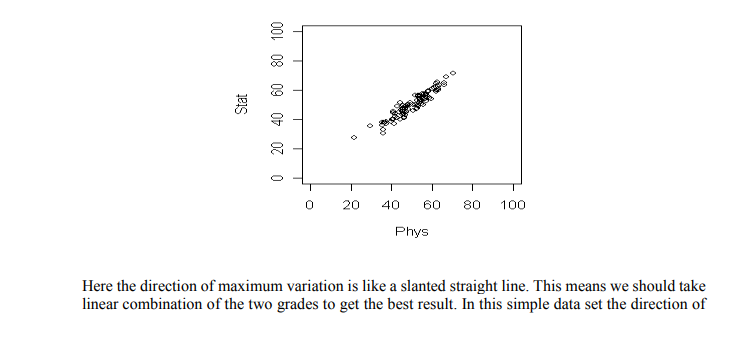 100
80
60
40
20
0
Stat
0 20 40 60 80 100
Phys
Here the direction of maximum variation is like a slanted straight line. This means we should take
linear combination of the two grades to get the best result. In this simple data set the direction of